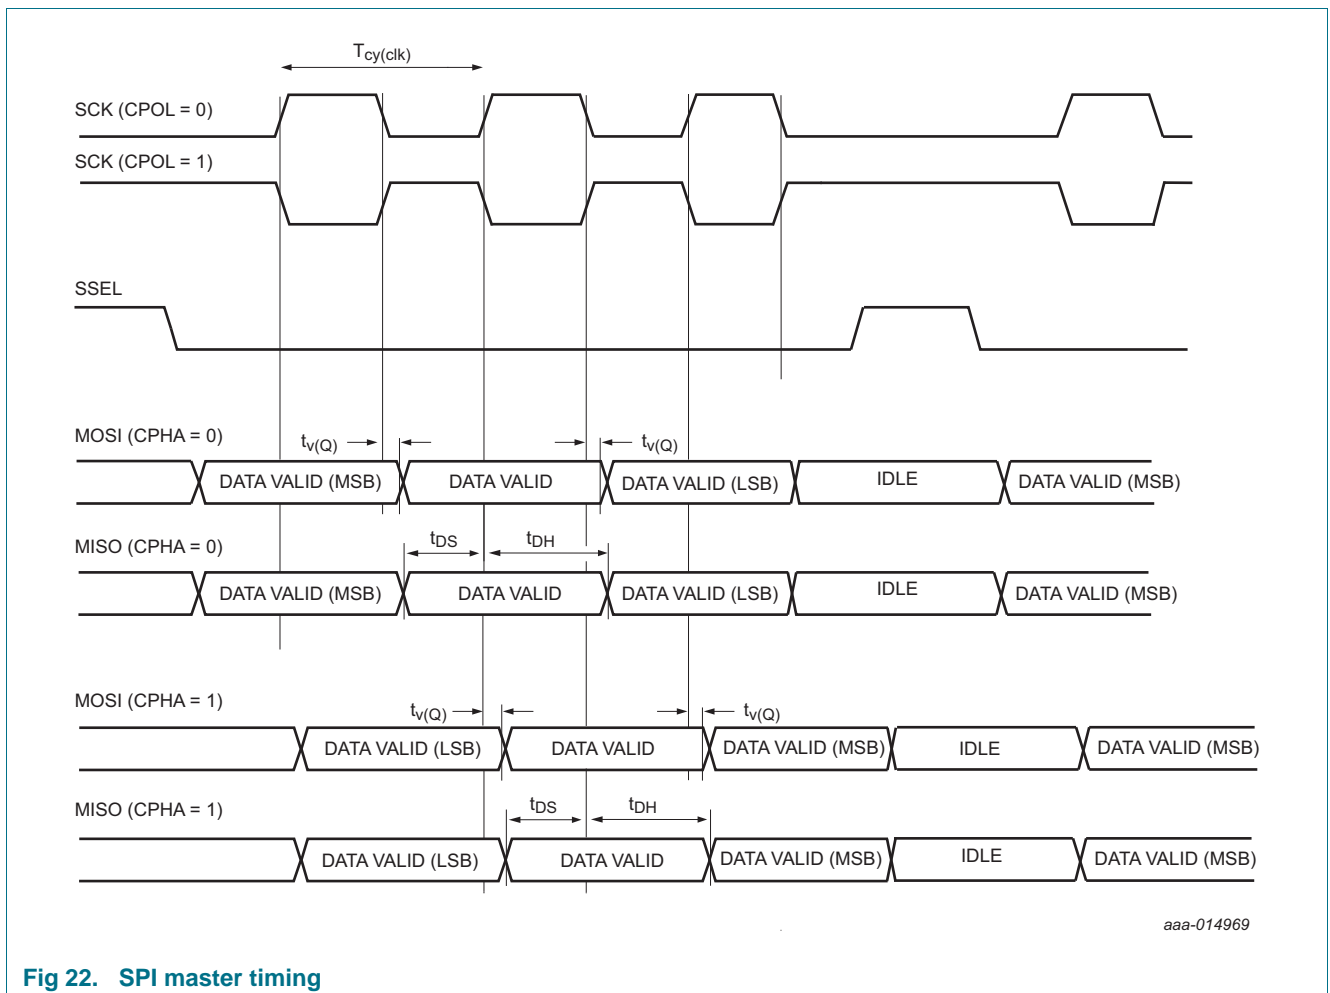 Tcy(clk)
SCK (CPOL = 0)
SCK (CPOL = 1)
SSEL
MOSI (CPHA = 0)
tv(Q)
tv(Q)
DATA VALID (MSB)
DATA VALID
DATA VALID (LSB)
IDLE
DATA VALID (MSB)
MISO (CPHA = 0)
tDS
tDH
DATA VALID (MSB)
DATA VALID
DATA VALID (LSB)
IDLE
DATA VALID (MSB)
MOSI (CPHA = 1)
tv(Q)
tv(Q)
DATA VALID (LSB)
DATA VALID
DATA VALID (MSB)
IDLE
DATA VALID (MSB)
MISO (CPHA = 1)
tDS
tDH
DATA VALID (LSB)
DATA VALID
DATA VALID (MSB)
IDLE
DATA VALID (MSB)
aaa-014969
Fig 22. SPI master timing